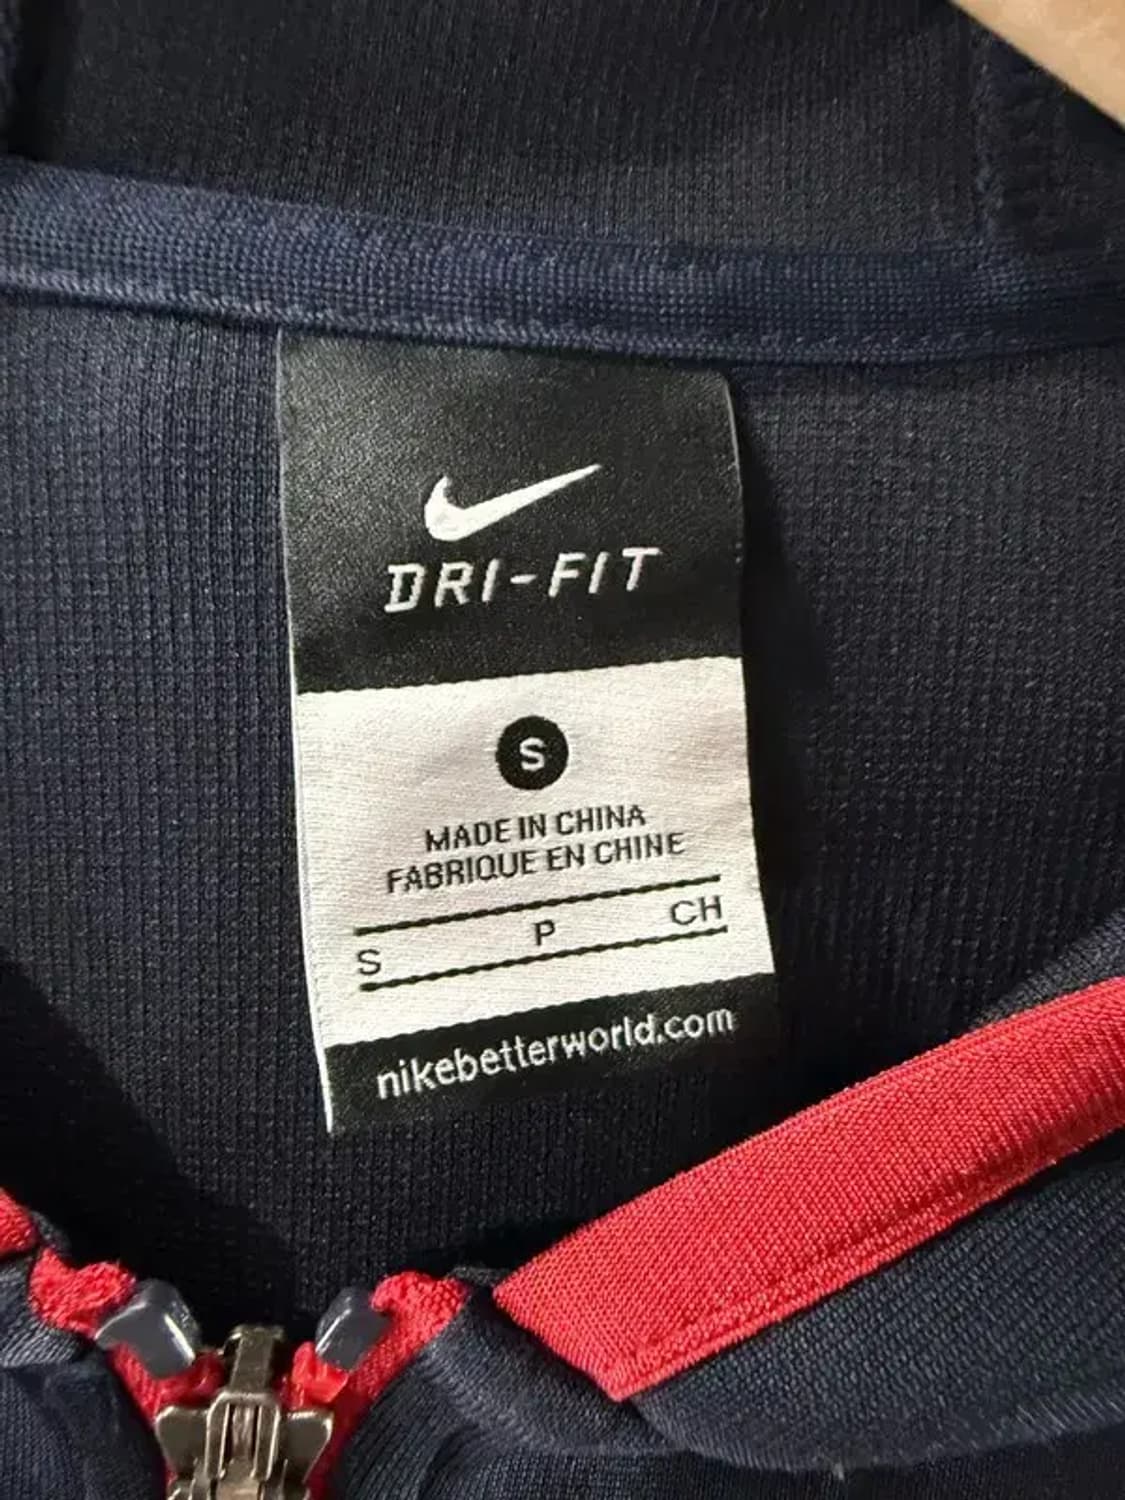 DRI-FIT
S
MADE IN CHINA
FABRIQUE EN CHINE
S P CH
nikebetterworld.com